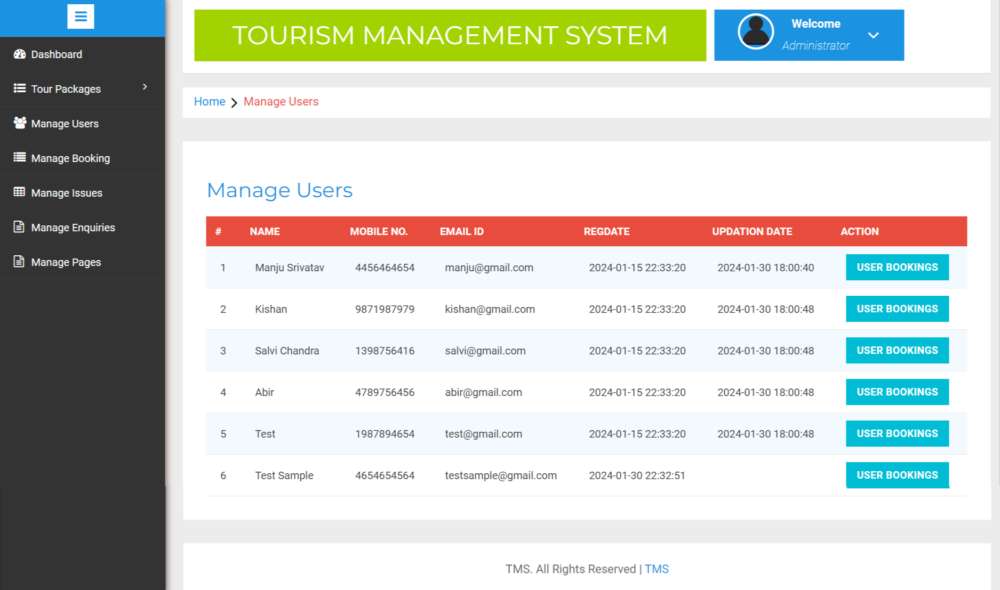 TOURISM MANAGEMENT SYSTEM
Welcome
Administrator
Dashboard
Tour Packages
Manage Users
Manage Booking
Manage Issues
Manage Enquiries
Manage Pages
Home Manage Users
Manage Users
# NAME MOBILE NO. EMAIL ID REGDATE UPDATION DATE ACTION
1 Manju Srivatav 4456464654 manju@gmail.com 2024-01-15 22:33:20 2024-01-30 18:00:40 USER BOOKINGS
2 Kishan 9871987979 kishan@gmail.com 2024-01-15 22:33:20 2024-01-30 18:00:48 USER BOOKINGS
3 Salvi Chandra 1398756416 salvi@gmail.com 2024-01-15 22:33:20 2024-01-30 18:00:48 USER BOOKINGS
4 Abir 4789756456 abir@gmail.com 2024-01-15 22:33:20 2024-01-30 18:00:48 USER BOOKINGS
5 Test 1987894654 test@gmail.com 2024-01-15 22:33:20 2024-01-30 18:00:48 USER BOOKINGS
6 Test Sample 4654654564 testsample@gmail.com 2024-01-30 22:32:51 USER BOOKINGS
TMS. All Rights Reserved | TMS